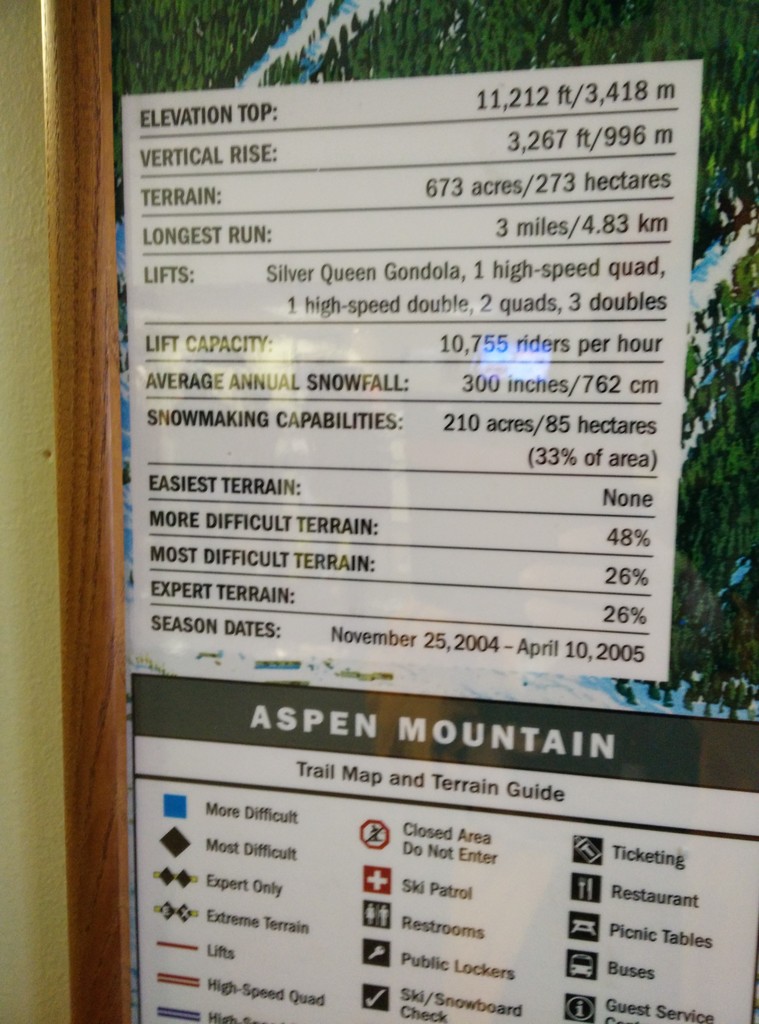 ELEVATION TOP: 11,212 ft/3,418 m
VERTICAL RISE: 3,267 ft/996 m
TERRAIN: 673 acres/273 hectares
LONGEST RUN: 3 miles/4.83 km
LIFTS: Silver Queen Gondola, 1 high-speed quad,
1 high-speed double, 2 quads, 3 doubles
LIFT CAPACITY: 10,755 riders per hour
AVERAGE ANNUAL SNOWFALL: 300 inches/762 cm
SNOWMAKING CAPABILITIES: 210 acres/85 hectares
(33% of area)
EASIEST TERRAIN: None
MORE DIFFICULT TERRAIN: 48%
MOST DIFFICULT TERRAIN: 26%
EXPERT TERRAIN: 26%
SEASON DATES: November 25, 2004 – April 10, 2005
ASPEN MOUNTAIN
Trail Map and Terrain Guide
More Difficult
Most Difficult
Expert Only
Extreme Terrain
Lifts
High-Speed Quad
Closed Area
Do Not Enter
Ski Patrol
Restrooms
Public Lockers
Ski/Snowboard
Check
Ticketing
Restaurant
Picnic Tables
Buses
Guest Service